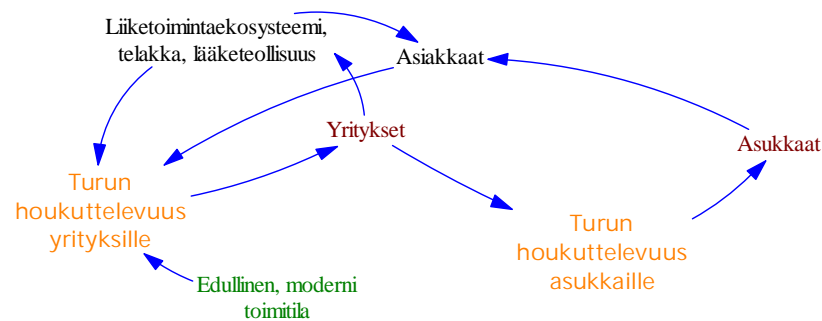 Liiketoimintaekosysteemi,
telakka, lääketeollisuus
Asiakkaat
Yritykset
Asukkaat
Turun
houkuttelevuus
yrityksille
Turun
houkuttelevuus
asukkaille
Edullinen, moderni
toimitila